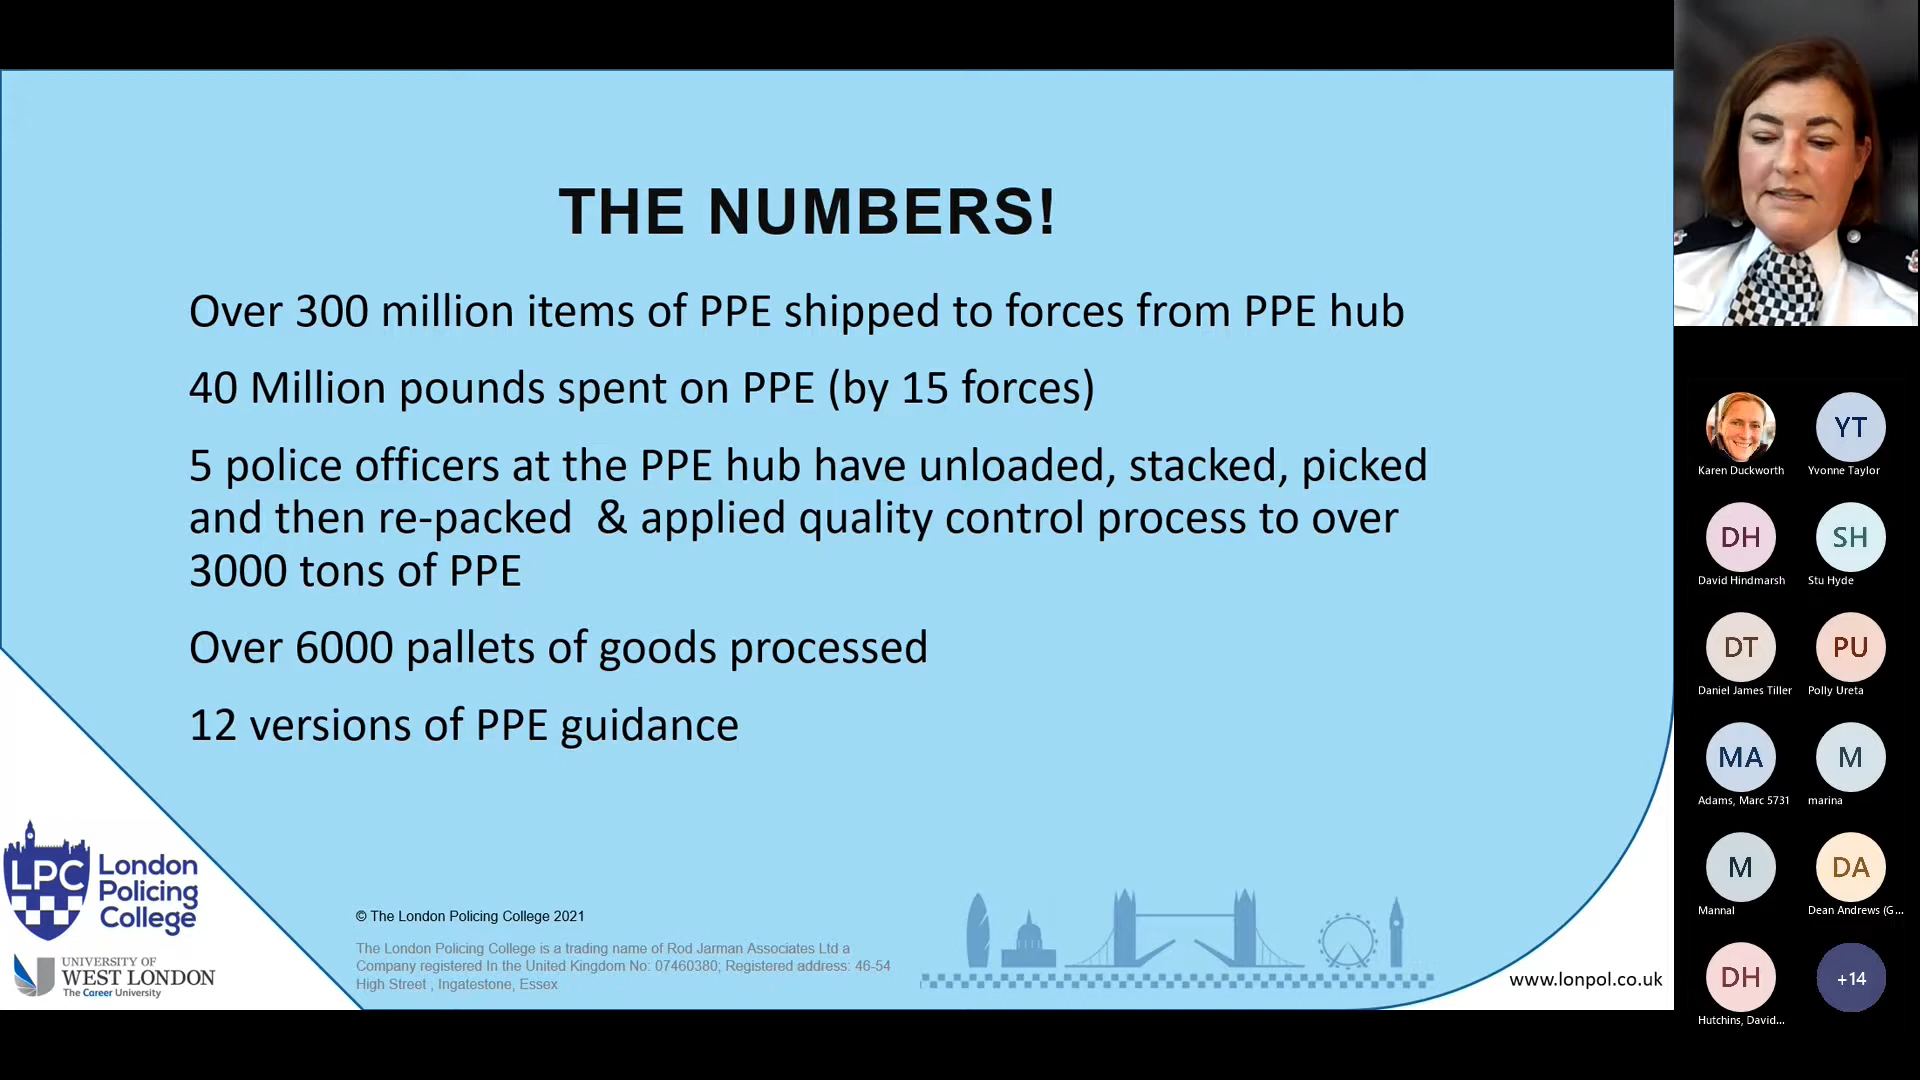 THE NUMBERS!
Over 300 million items of PPE shipped to forces from PPE hub
40 Million pounds spent on PPE (by 15 forces)
5 police officers at the PPE hub have unloaded, stacked, picked
and then re-packed & applied quality control process to over
3000 tons of PPE
Over 6000 pallets of goods processed
12 versions of PPE guidance
LPC
London
Policing
College
UNIVERSITY OF
WEST LONDON
The Career University
© The London Policing College 2021
The London Policing College is a trading name of Rod Jarman Associates Ltd a
Company registered In the United Kingdom No: 07460380; Registered address: 46-54
High Street , Ingatestone, Essex
www.lonpol.co.uk
YT
Karen Duckworth
Yvonne Taylor
DH
SH
David Hindmarsh
Stu Hyde
DT
PU
Daniel James Tiller
Polly Ureta
MA
M
Adams, Marc 5731
marina
M
DA
Mannal
Dean Andrews (G...
DH
+14
Hutchins, David...